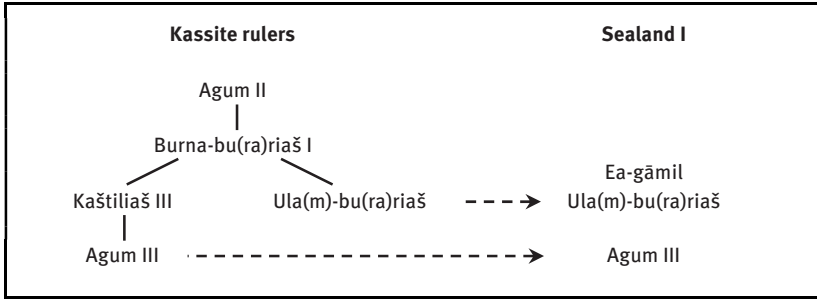 Kassite rulers Sealand I
Agum II
Burna-bu(ra)riaš I
Ea-gāmil
Kaštiliaš III Ula(m)-bu(ra)riaš Ula(m)-bu(ra)riaš
Agum III Agum III